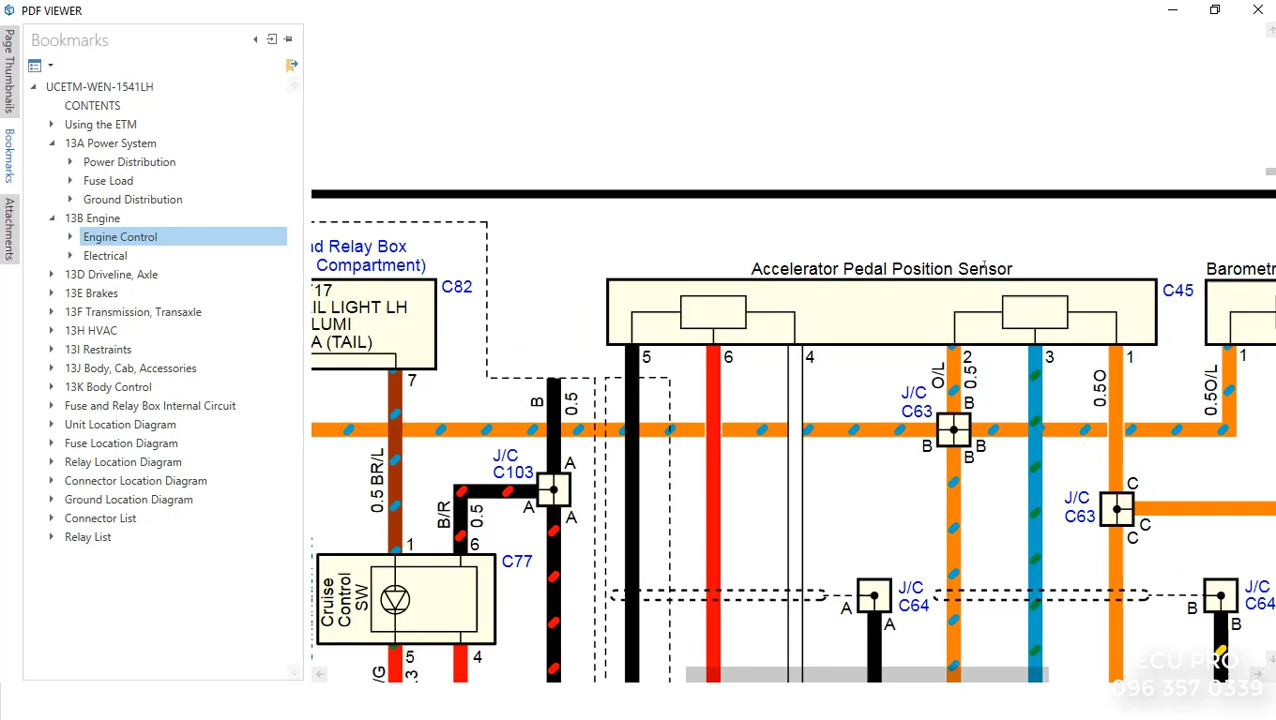 PDF VIEWER
Page Thumbnails
Bookmarks
Attachments
Bookmarks
UCETM-WEN-1541LH
CONTENTS
Using the ETM
13A Power System
Power Distribution
Fuse Load
Ground Distribution
13B Engine
Engine Control
Electrical
13D Driveline, Axle
13E Brakes
13F Transmission, Transaxle
13H HVAC
13I Restraints
13J Body, Cab, Accessories
13K Body Control
Fuse and Relay Box Internal Circuit
Unit Location Diagram
Fuse Location Diagram
Relay Location Diagram
Connector Location Diagram
Ground Location Diagram
Connector List
Relay List
nd Relay Box
Compartment)
C82
17
IL LIGHT LH
LUMI
A (TAIL)
7
Accelerator Pedal Position Sensor
C45
Barometr
5
6
4
2
3
1
1
B
0.5
O/L
0.5
0.5O
0.5O/L
J/C
C63
B
B
B
B
J/C
C103
A
A
A
0.5 BR/L
B/R
0.5
1
6
C77
Cruise
Control
SW
5
4
/G
.3
J/C
C63
C
C
C
J/C
C64
A
A
J/C
C64
B
B
ECU PRO
096 357 0339